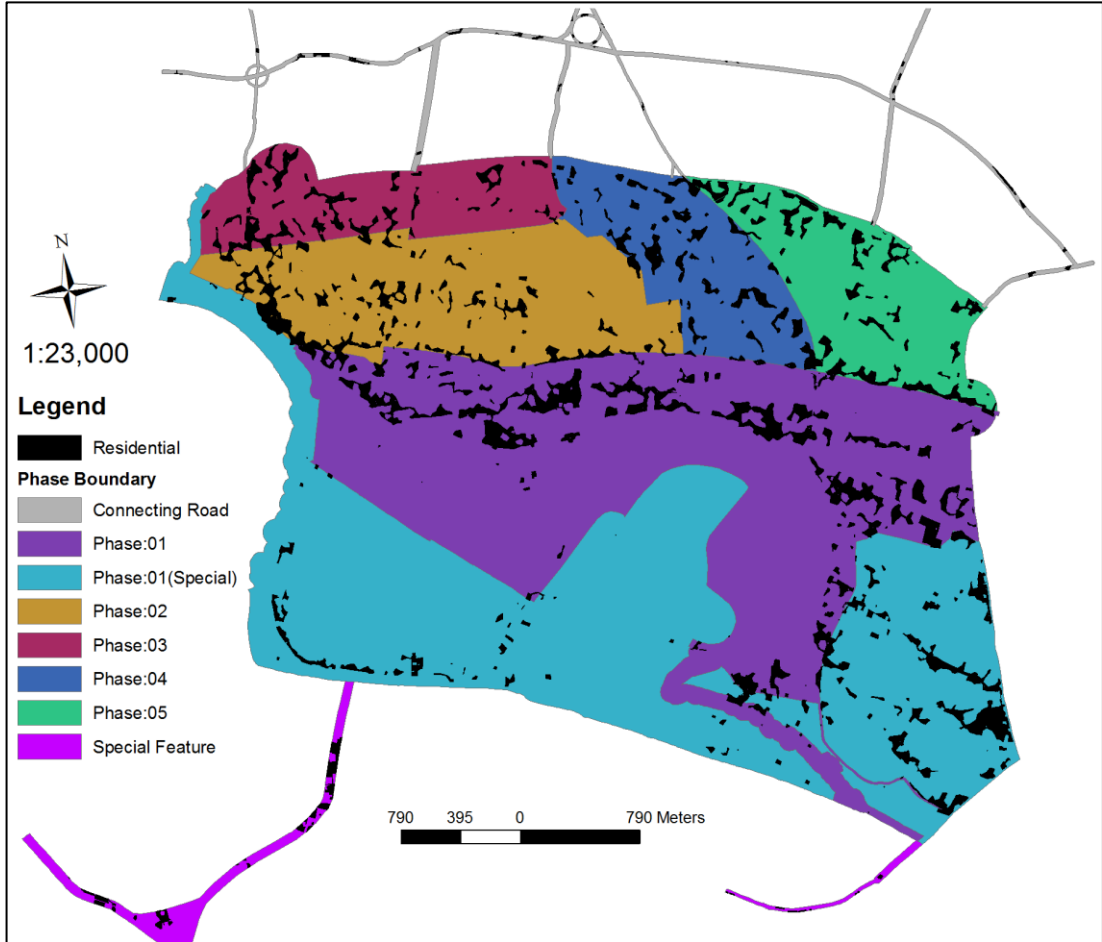 N
1:23,000
Legend
Residential
Phase Boundary
Connecting Road
Phase:01
Phase:01(Special)
Phase:02
Phase:03
Phase:04
Phase:05
Special Feature
790 395 0 790 Meters